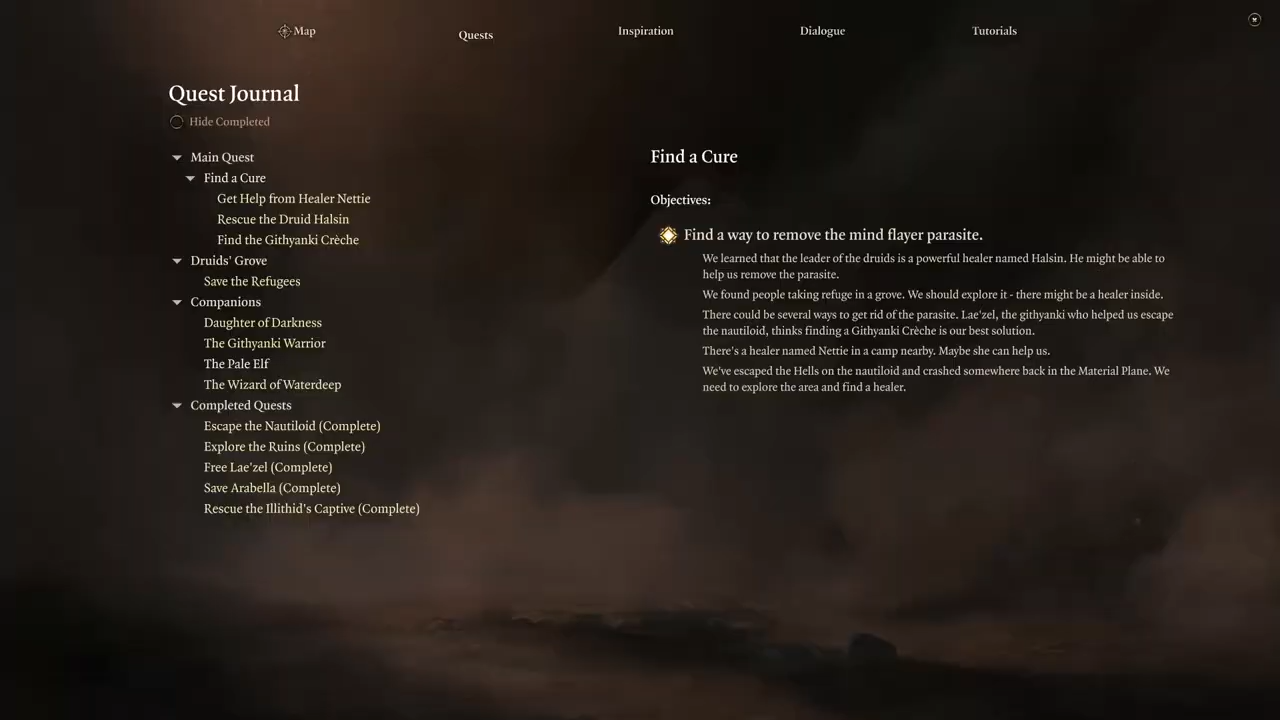 Map
Quests
Inspiration
Dialogue
Tutorials
Quest Journal
Hide Completed
Main Quest
Find a Cure
Get Help from Healer Nettie
Rescue the Druid Halsin
Find the Githyanki Crèche
Druids' Grove
Save the Refugees
Companions
Daughter of Darkness
The Githyanki Warrior
The Pale Elf
The Wizard of Waterdeep
Completed Quests
Escape the Nautiloid (Complete)
Explore the Ruins (Complete)
Free Lae'zel (Complete)
Save Arabella (Complete)
Rescue the Illithid's Captive (Complete)
Find a Cure
Objectives:
Find a way to remove the mind flayer parasite.
We learned that the leader of the druids is a powerful healer named Halsin. He might be able to
help us remove the parasite.
We found people taking refuge in a grove. We should explore it - there might be a healer inside.
There could be several ways to get rid of the parasite. Lae'zel, the githyanki who helped us escape
the nautiloid, thinks finding a Githyanki Crèche is our best solution.
There's a healer named Nettie in a camp nearby. Maybe she can help us.
We've escaped the Hells on the nautiloid and crashed somewhere back in the Material Plane. We
need to explore the area and find a healer.